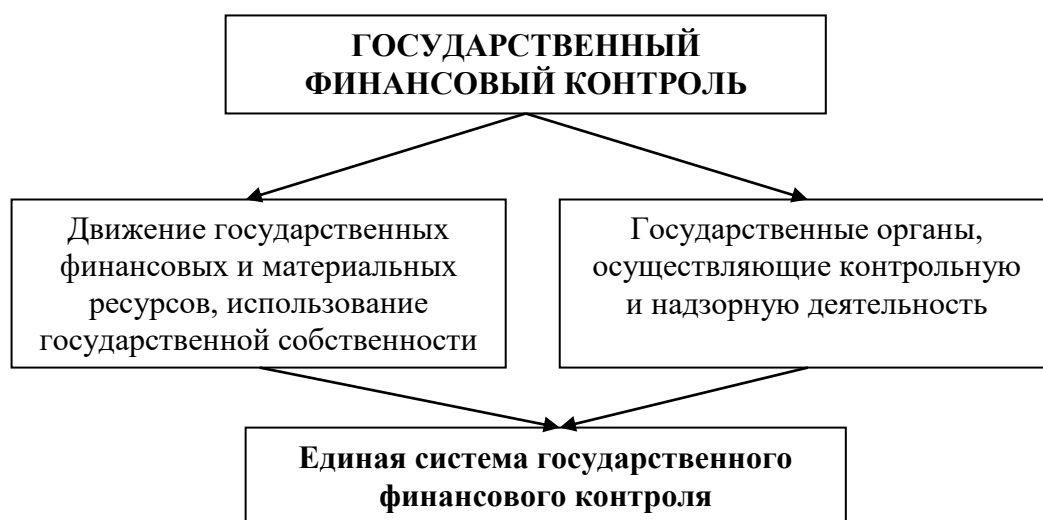 ГОСУДАРСТВЕННЫЙ
ФИНАНСОВЫЙ КОНТРОЛЬ
Движение государственных
финансовых и материальных
ресурсов, использование
государственной собственности
Государственные органы,
осуществляющие контрольную
и надзорную деятельность
Единая система государственного
финансового контроля